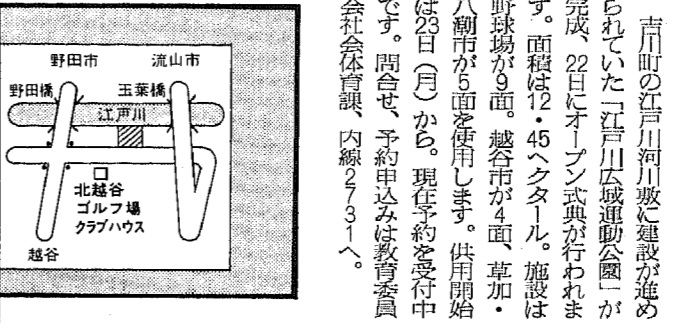 吉川町の江戸川河川敷に建設が進め
られていた「江戸川広域運動公園」が
完成、22日にオープン式典が行われま
す。面積は12・45ヘクタール。施設は
野球場が9面。越谷市が4面、草加・
八潮市が5面を使用します。供用開始
は23日（月）から。現在予約を受付中
です。問合せ、予約申込みは教育委員
会社会体育課、内線2731へ。
野田市
流山市
野田橋
玉葉橋
江戸川
北越谷
ゴルフ場
クラブハウス
越谷